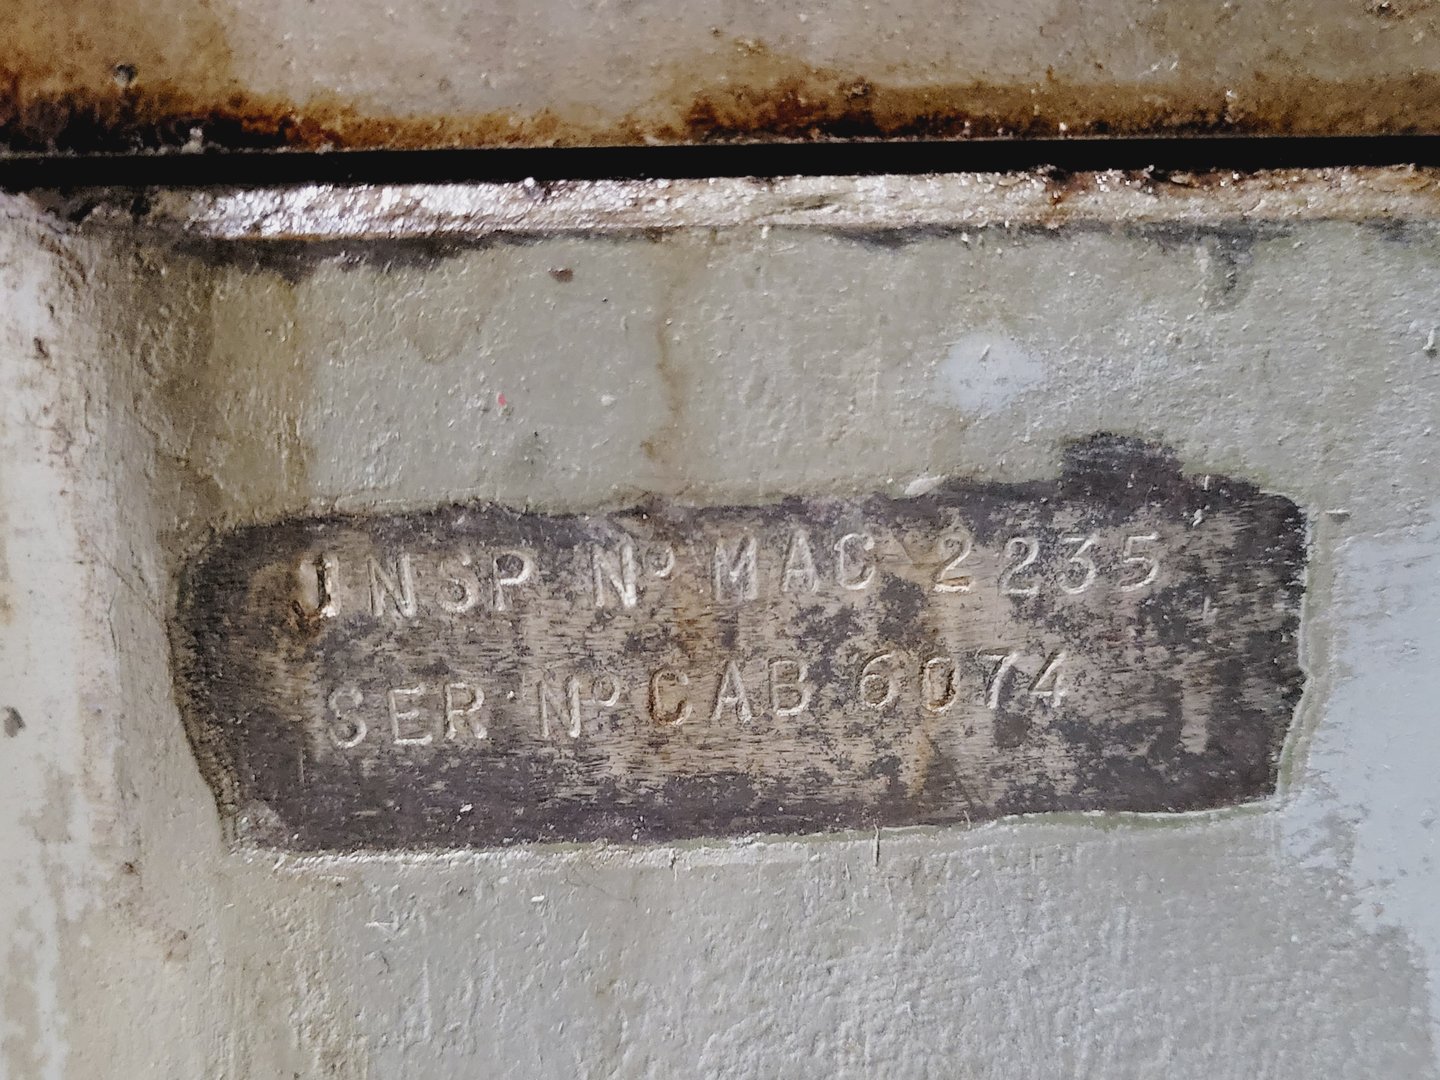 INSP Nº MAC 2235
SER Nº CAB 6074